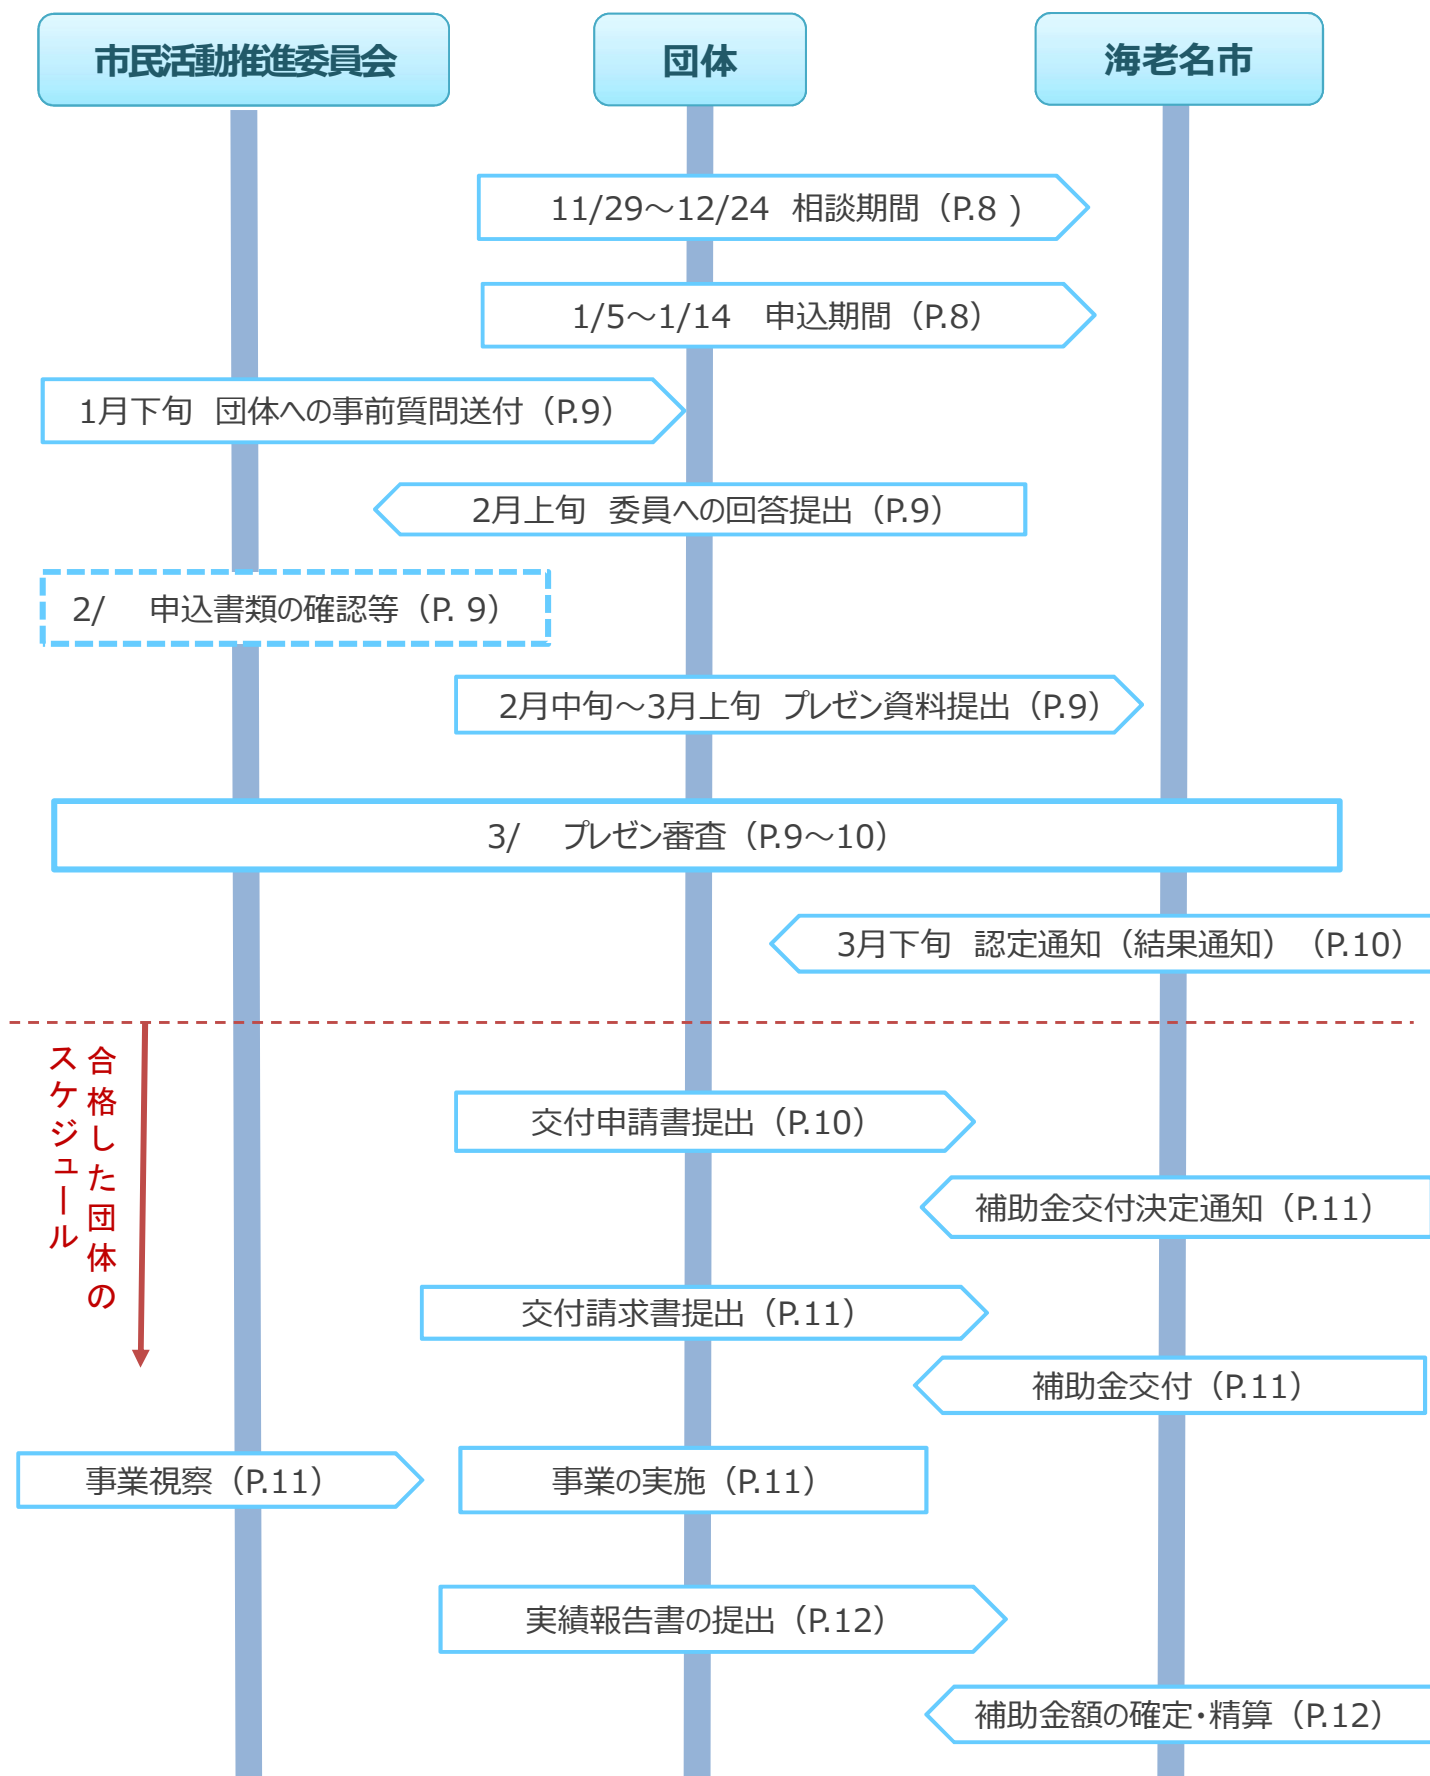 市民活動推進委員会
団体
海老名市
11/29～12/24 相談期間（P.8 )
1/5～1/14　申込期間（P.8）
1月下旬 団体への事前質問送付（P.9）
2月上旬 委員への回答提出（P.9）
2/　申込書類の確認等（P. 9）
2月中旬～3月上旬 プレゼン資料提出（P.9）
3/　プレゼン審査（P.9～10）
3月下旬 認定通知（結果通知）（P.10）
合格した団体の
スケジュール
交付申請書提出（P.10）
補助金交付決定通知（P.11）
交付請求書提出（P.11）
補助金交付（P.11）
事業視察（P.11）
事業の実施（P.11）
実績報告書の提出（P.12）
補助金額の確定・精算（P.12）